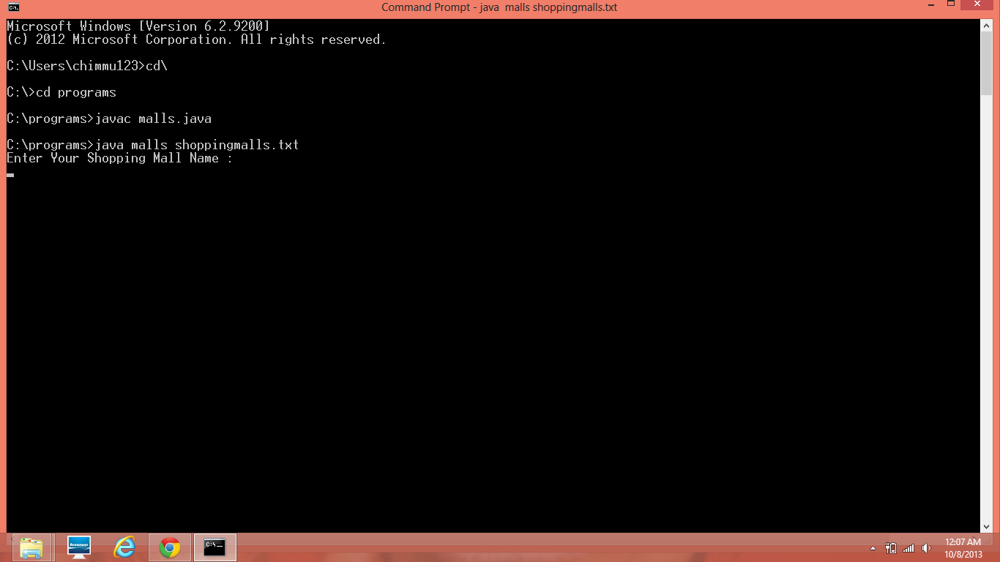 Command Prompt - java  malls shoppingmalls.txt
Microsoft Windows [Version 6.2.9200]
(c) 2012 Microsoft Corporation. All rights reserved.
C:\Users\chimmu123>cd\
C:\>cd programs
C:\programs>javac malls.java
C:\programs>java malls shoppingmalls.txt
Enter Your Shopping Mall Name :
lenovo
C:\
12:07 AM
10/8/2013